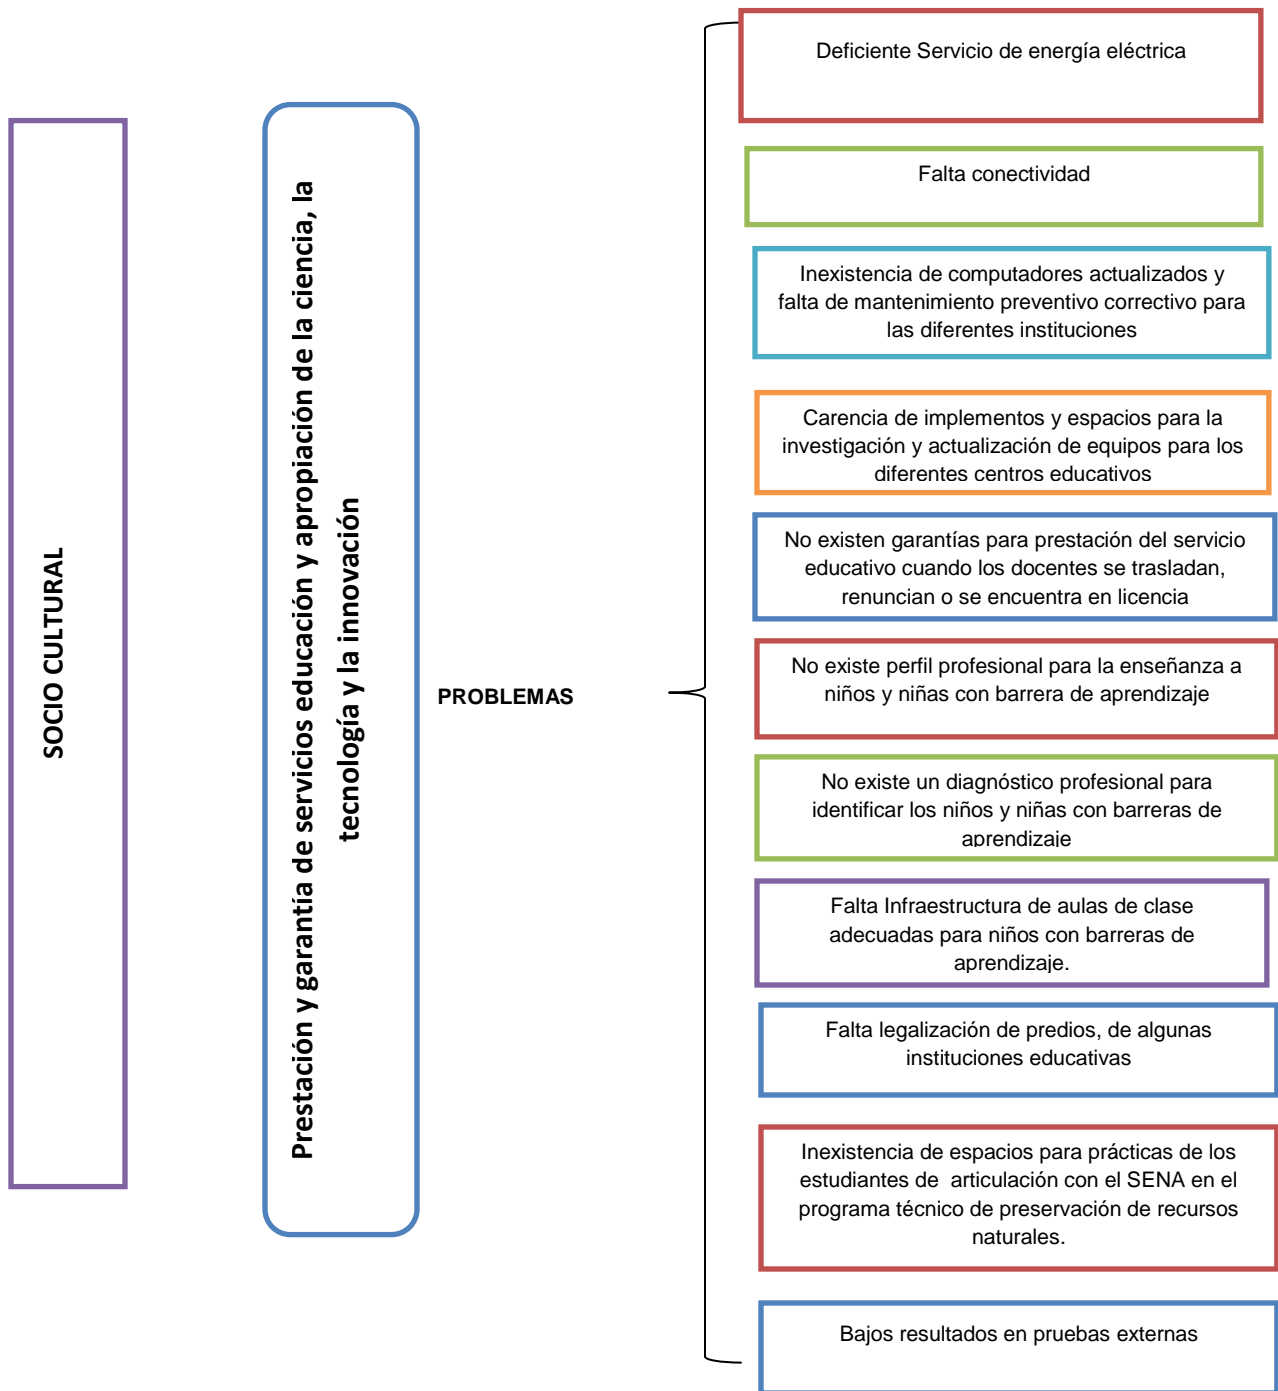 SOCIO CULTURAL
Prestación y garantía de servicios educación y apropiación de la ciencia, la
tecnología y la innovación
PROBLEMAS
Deficiente Servicio de energía eléctrica
Falta conectividad
Inexistencia de computadores actualizados y
falta de mantenimiento preventivo correctivo para
las diferentes instituciones
Carencia de implementos y espacios para la
investigación y actualización de equipos para los
diferentes centros educativos
No existen garantías para prestación del servicio
educativo cuando los docentes se trasladan,
renuncian o se encuentra en licencia
No existe perfil profesional para la enseñanza a
niños y niñas con barrera de aprendizaje
No existe un diagnóstico profesional para
identificar los niños y niñas con barreras de
aprendizaje
Falta Infraestructura de aulas de clase
adecuadas para niños con barreras de
aprendizaje.
Falta legalización de predios, de algunas
instituciones educativas
Inexistencia de espacios para prácticas de los
estudiantes de  articulación con el SENA en el
programa técnico de preservación de recursos
naturales.
Bajos resultados en pruebas externas